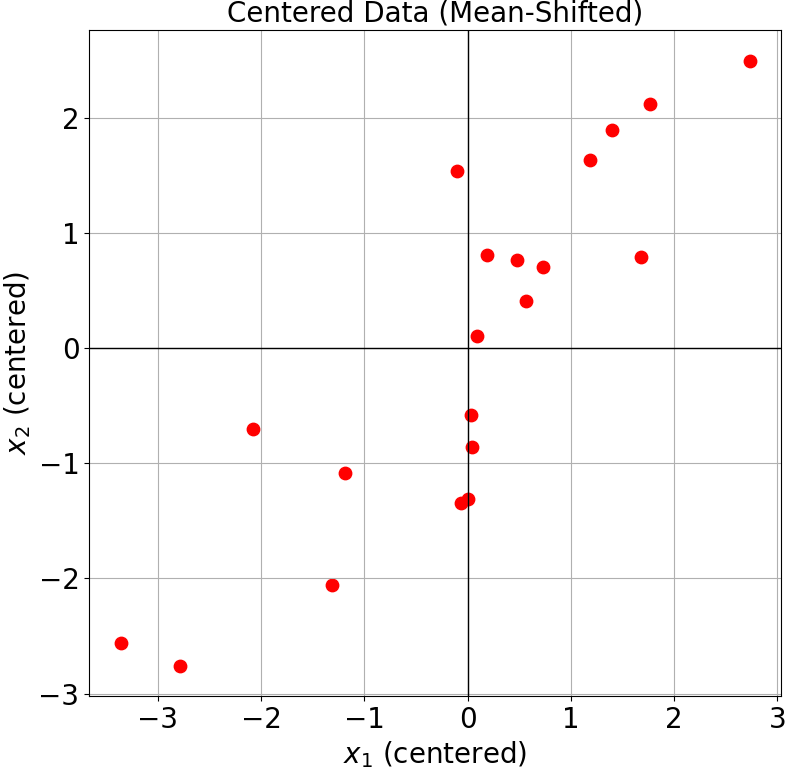 Centered Data (Mean-Shifted)
x₂ (centered)
2
1
0
−1
−2
−3
−3 −2 −1 0 1 2 3
x₁ (centered)